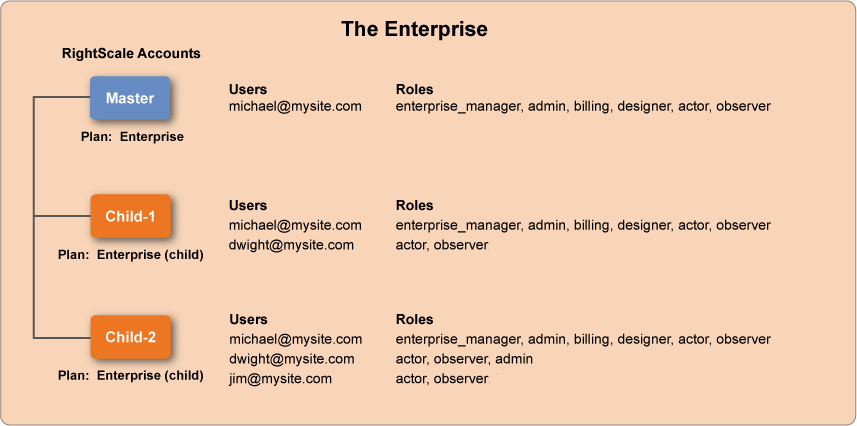 The Enterprise
RightScale Accounts
Master
Plan:  Enterprise
Users Roles
michael@mysite.com enterprise_manager, admin, billing, designer, actor, observer
Child-1
Plan:  Enterprise (child)
Users Roles
michael@mysite.com enterprise_manager, admin, billing, designer, actor, observer
dwight@mysite.com actor, observer
Child-2
Plan:  Enterprise (child)
Users Roles
michael@mysite.com enterprise_manager, admin, billing, designer, actor, observer
dwight@mysite.com actor, observer, admin
jim@mysite.com actor, observer